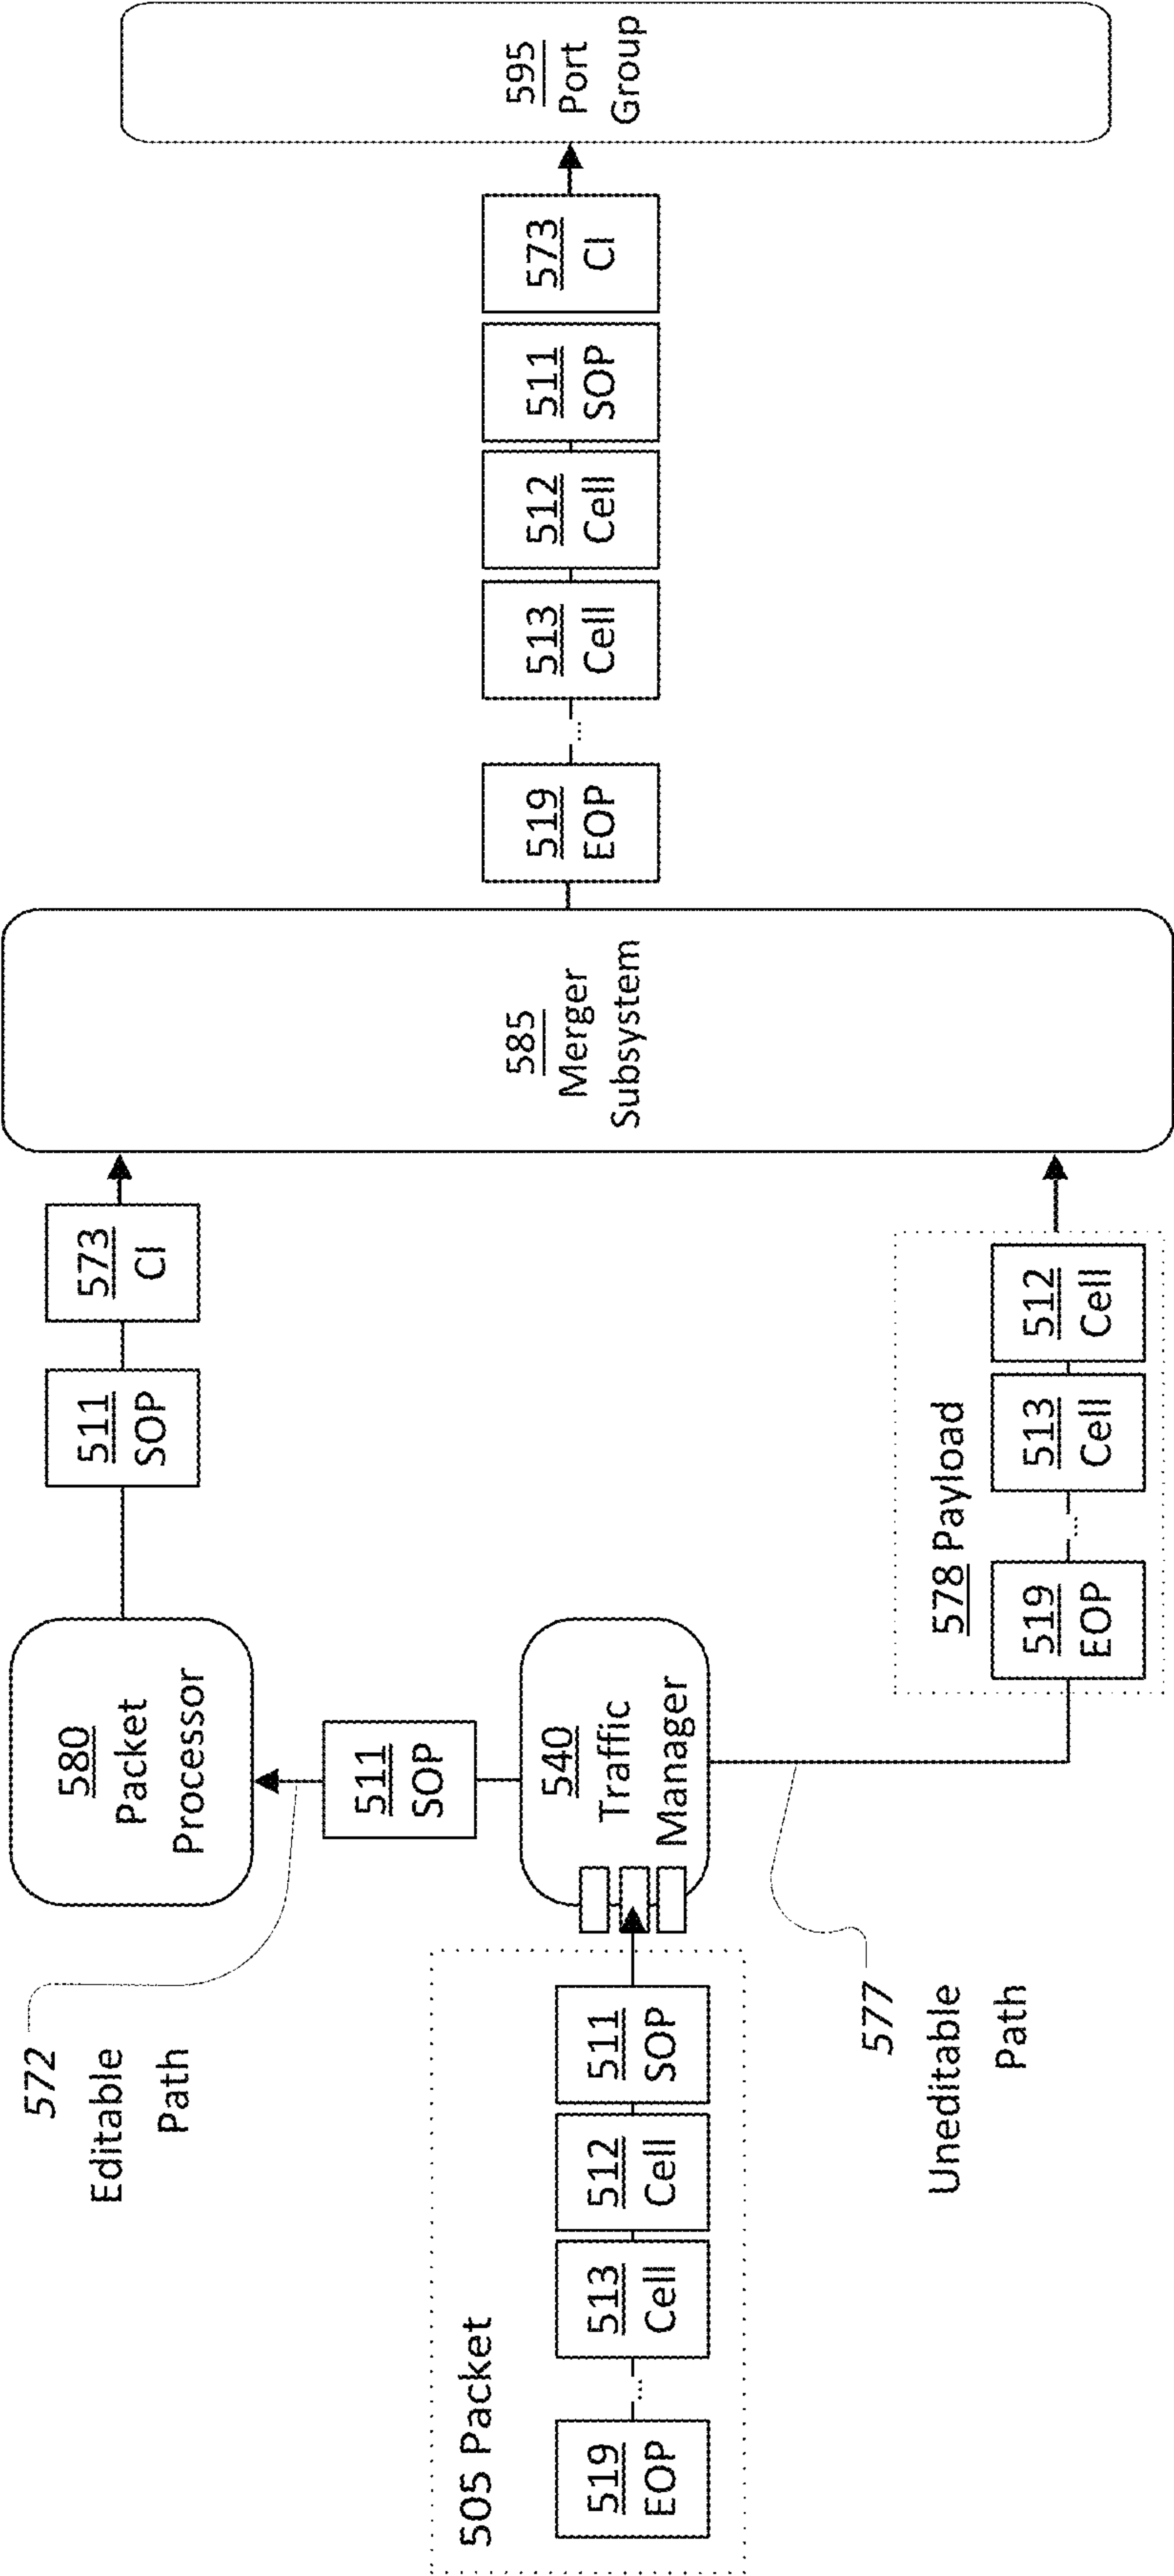 572
Editable
Path
580
Packet
Processor
511
SOP
573
CI
505 Packet
519
EOP
...
513
Cell
512
Cell
511
SOP
511
SOP
540
Traffic
Manager
577
Uneditable
Path
578 Payload
519
EOP
...
513
Cell
512
Cell
585
Merger
Subsystem
519
EOP
...
513
Cell
512
Cell
511
SOP
573
CI
595
Port
Group